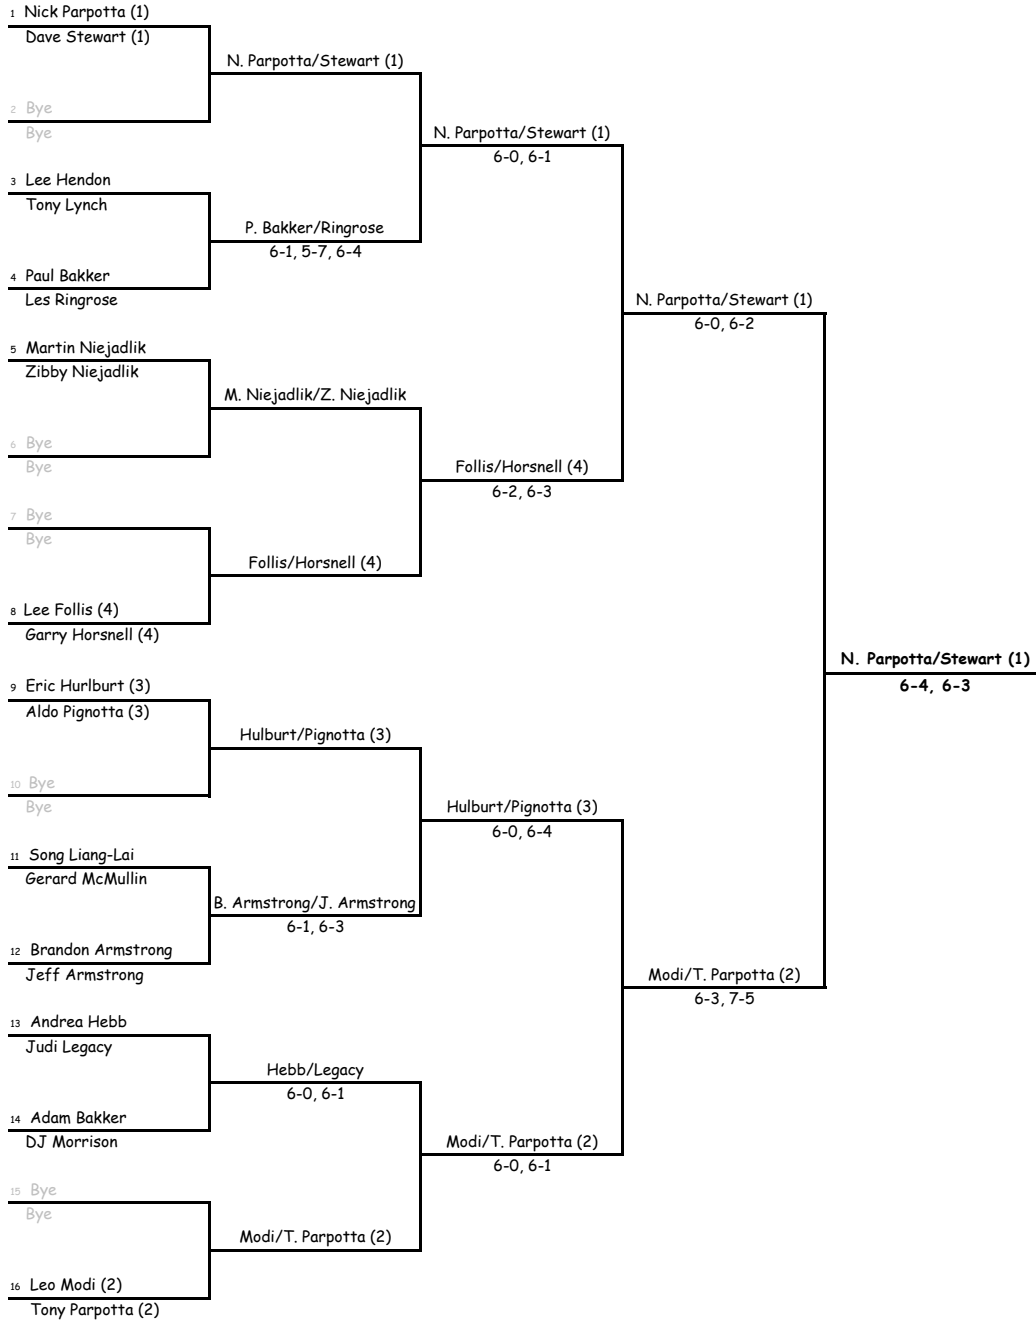 1 Nick Parpotta (1)
Dave Stewart (1)
N. Parpotta/Stewart (1)
2 Bye
Bye
N. Parpotta/Stewart (1)
6-0, 6-1
3 Lee Hendon
Tony Lynch
P. Bakker/Ringrose
6-1, 5-7, 6-4
4 Paul Bakker
Les Ringrose
N. Parpotta/Stewart (1)
6-0, 6-2
5 Martin Niejadlik
Zibby Niejadlik
M. Niejadlik/Z. Niejadlik
6 Bye
Bye
Follis/Horsnell (4)
6-2, 6-3
7 Bye
Bye
Follis/Horsnell (4)
8 Lee Follis (4)
Garry Horsnell (4)
N. Parpotta/Stewart (1)
6-4, 6-3
9 Eric Hurlburt (3)
Aldo Pignotta (3)
Hulburt/Pignotta (3)
10 Bye
Bye
Hulburt/Pignotta (3)
6-0, 6-4
11 Song Liang-Lai
Gerard McMullin
B. Armstrong/J. Armstrong
6-1, 6-3
12 Brandon Armstrong
Jeff Armstrong
Modi/T. Parpotta (2)
6-3, 7-5
13 Andrea Hebb
Judi Legacy
Hebb/Legacy
6-0, 6-1
14 Adam Bakker
DJ Morrison
Modi/T. Parpotta (2)
6-0, 6-1
15 Bye
Bye
Modi/T. Parpotta (2)
16 Leo Modi (2)
Tony Parpotta (2)